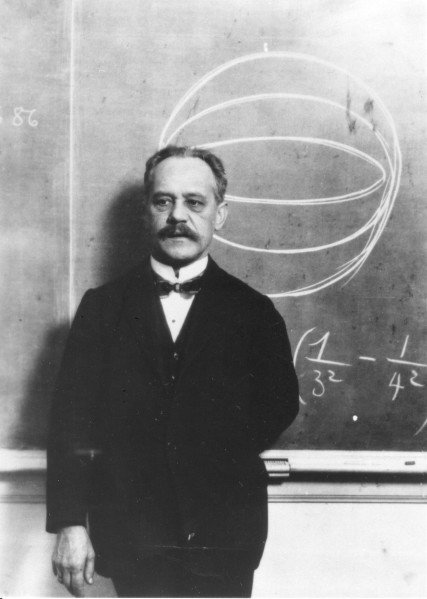 86
(1/3² - 1/4²